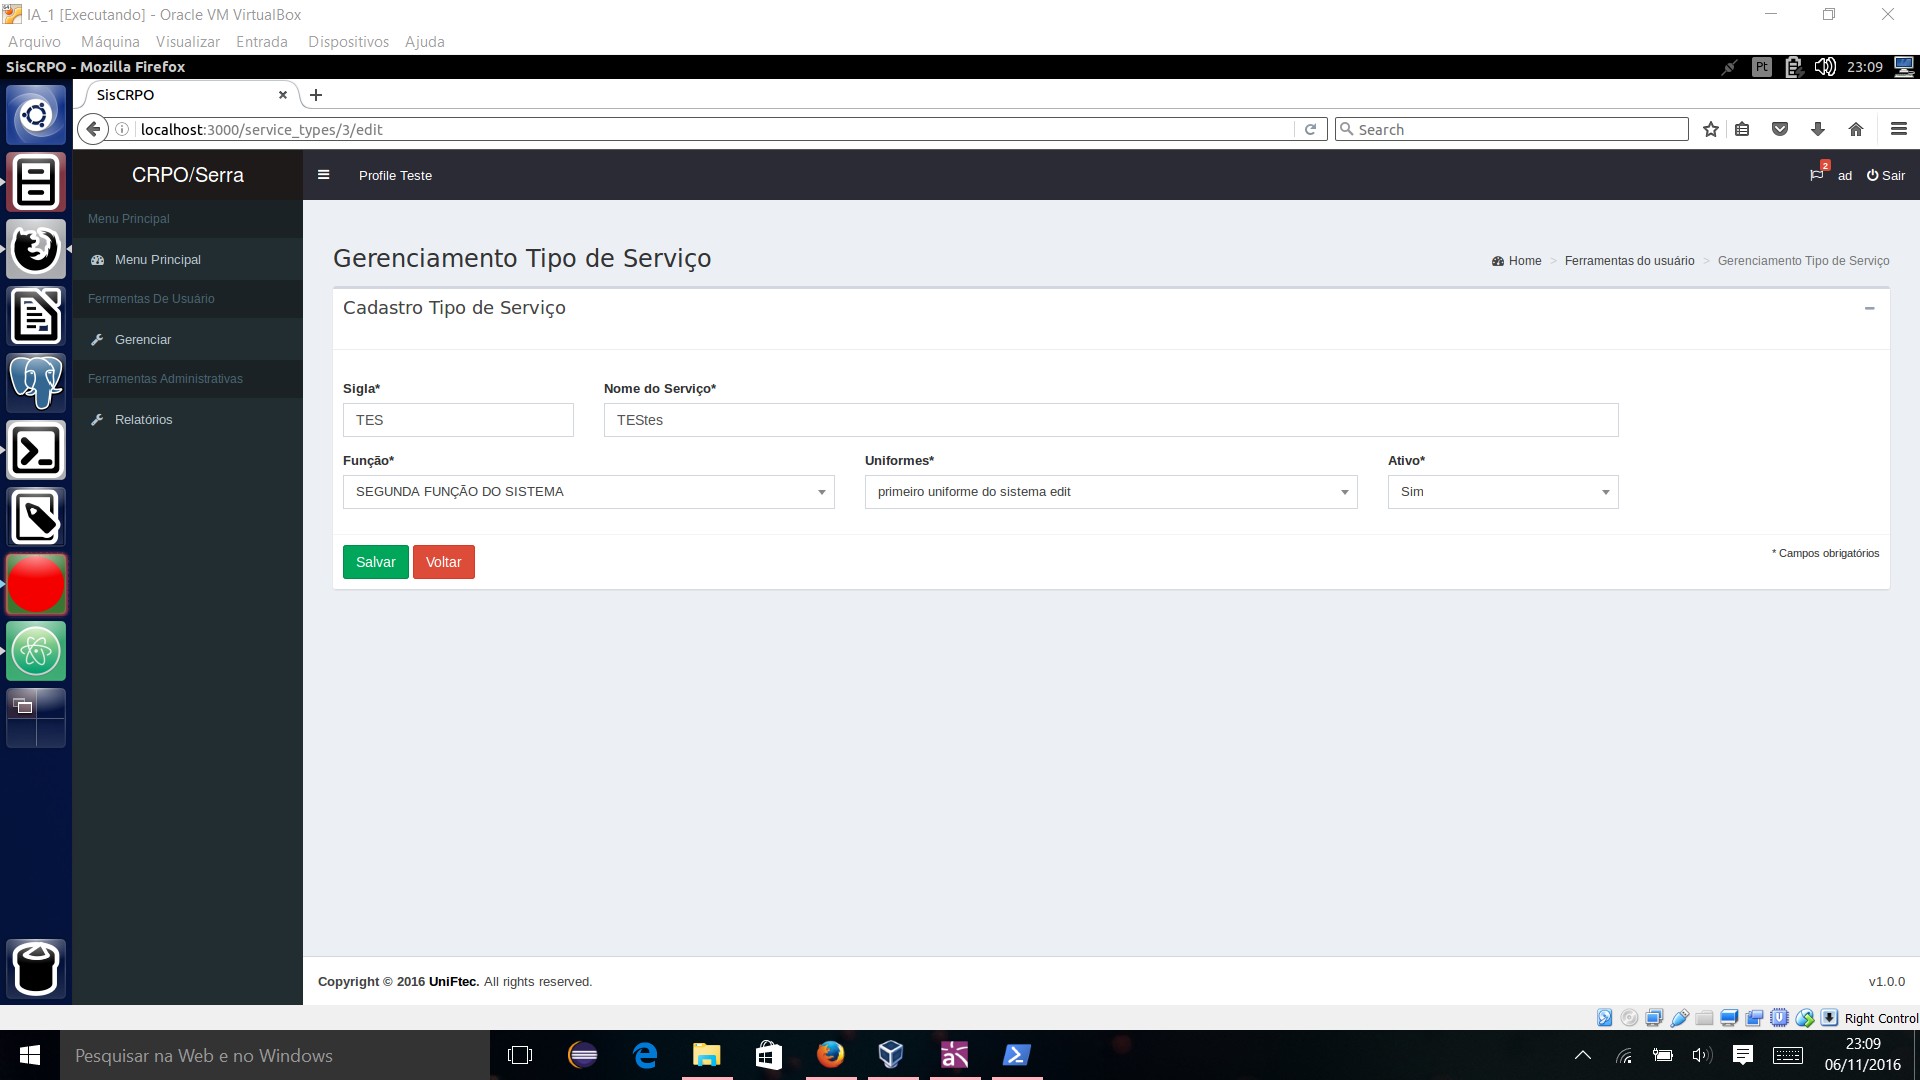 IA_1 [Executando] - Oracle VM VirtualBox
Arquivo Máquina Visualizar Entrada Dispositivos Ajuda
SisCRPO - Mozilla Firefox
Pt 23:09
SisCRPO
localhost:3000/service_types/3/edit
Search
CRPO/Serra
Profile Teste
2
ad
Sair
Menu Principal
Menu Principal
Ferrmentas De Usuário
Gerenciar
Ferramentas Administrativas
Relatórios
Gerenciamento Tipo de Serviço
Home > Ferramentas do usuário > Gerenciamento Tipo de Serviço
Cadastro Tipo de Serviço
Sigla* Nome do Serviço*
TES TEStes
Função* Uniformes* Ativo*
SEGUNDA FUNÇÃO DO SISTEMA primeiro uniforme do sistema edit Sim
Salvar Voltar
* Campos obrigatórios
Copyright © 2016 UniFtec. All rights reserved.
v1.0.0
Right Control
Pesquisar na Web e no Windows
23:09
06/11/2016